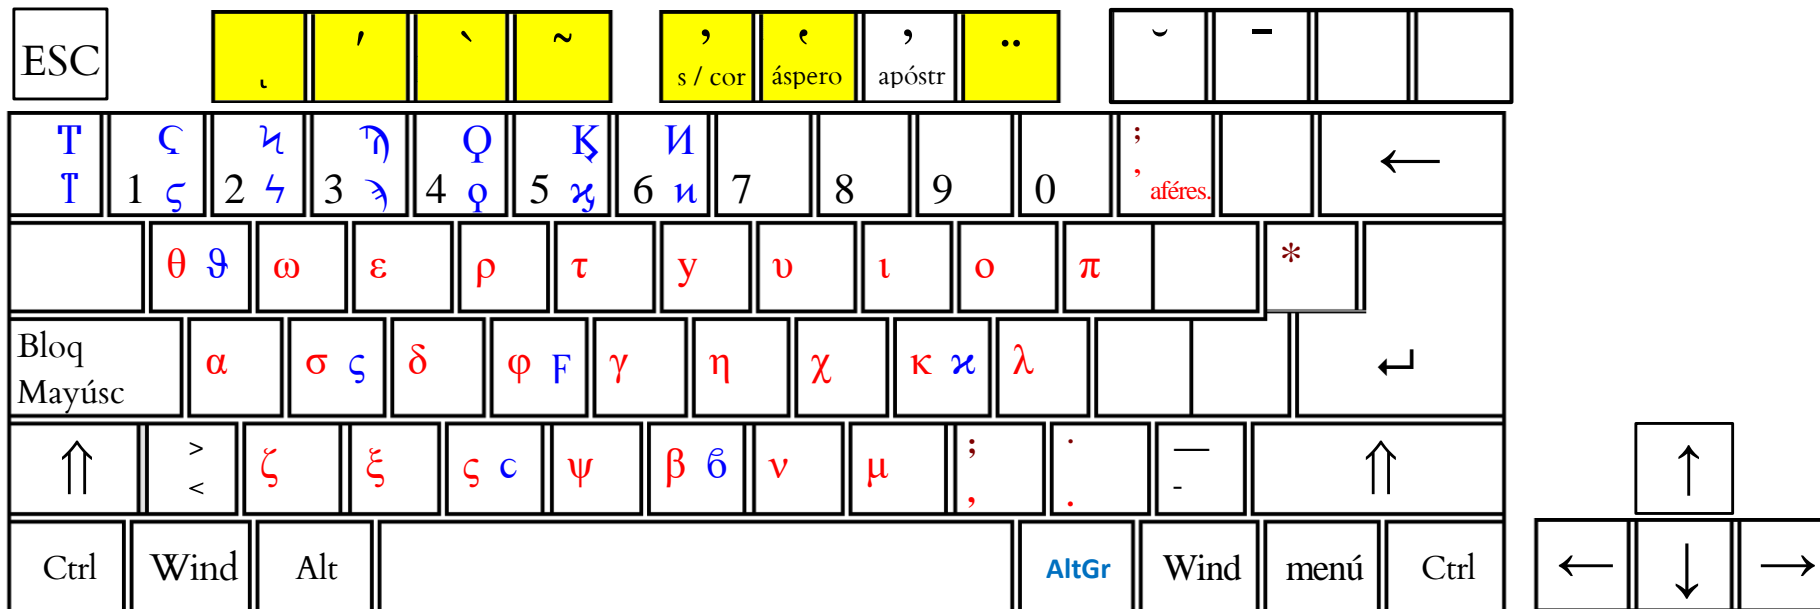 ESC ͺ ʹ ` ~ ʼ ʽ ʼ ¨ ˘ ¯
s / cor áspero apóstr
Τ Ϛ Ϟ Ϡ Ϙ Ϗ И ;
Ͳ 1 ϛ 2 ϟ 3 ϡ 4 ϙ 5 ϗ 6 и 7 8 9 0 ʼ aféres. ←
θ ϑ ω ε ρ τ y υ ι ο π *
Bloq
Mayúsc α σ ς δ φ Ϝ γ η χ κ ϰ λ ↵
⇑ > ζ ξ ς c ψ β ϐ ν μ ; · — ⇑ ↑
< , . -
Ctrl Wind Alt AltGr Wind menú Ctrl ← ↓ →